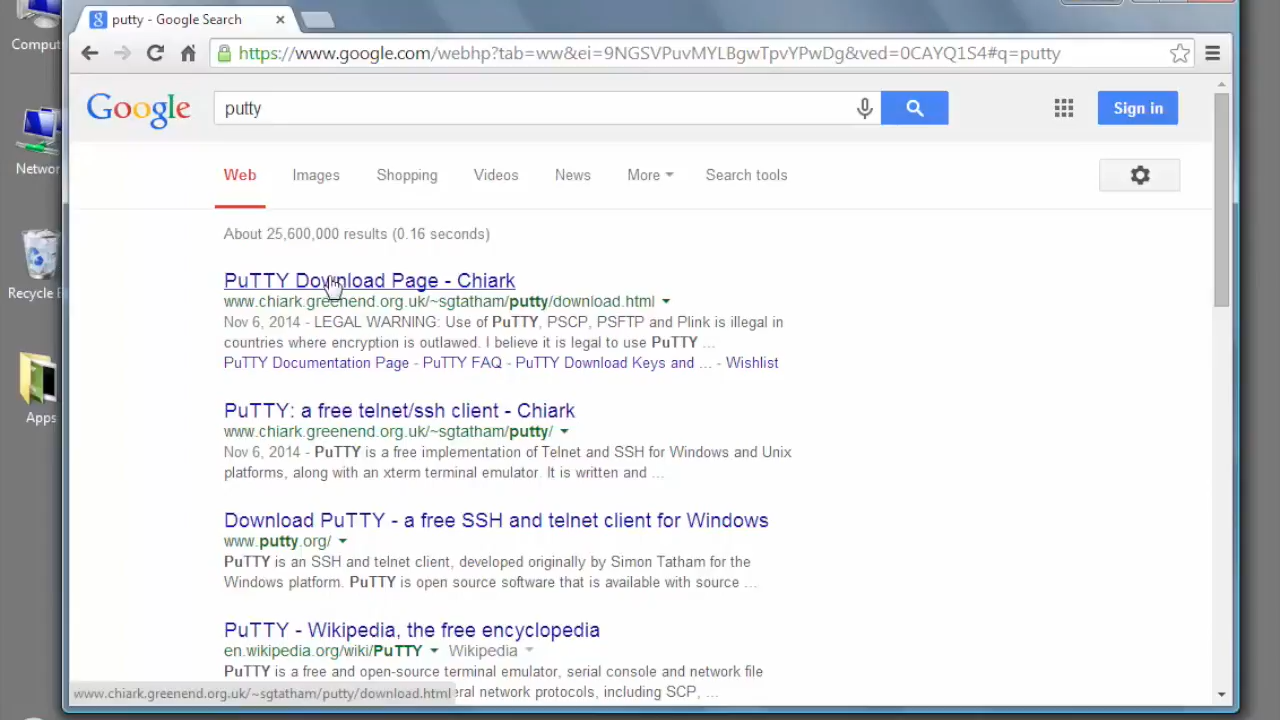 putty - Google Search
https://www.google.com/webhp?tab=ww&ei=9NGSVPuvMYLBgwTpvYPwDg&ved=0CAYQ1S4#q=putty
Google
putty
Sign in
Web Images Shopping Videos News More Search tools
About 25,600,000 results (0.16 seconds)
PuTTY Download Page - Chiark
www.chiark.greenend.org.uk/~sgtatham/putty/download.html
Nov 6, 2014 - LEGAL WARNING: Use of PuTTY, PSCP, PSFTP and Plink is illegal in
countries where encryption is outlawed. I believe it is legal to use PuTTY ...
PuTTY Documentation Page - PuTTY FAQ - PuTTY Download Keys and ... - Wishlist
PuTTY: a free telnet/ssh client - Chiark
www.chiark.greenend.org.uk/~sgtatham/putty/
Nov 6, 2014 - PuTTY is a free implementation of Telnet and SSH for Windows and Unix
platforms, along with an xterm terminal emulator. It is written and ...
Download PuTTY - a free SSH and telnet client for Windows
www.putty.org/
PuTTY is an SSH and telnet client, developed originally by Simon Tatham for the
Windows platform. PuTTY is open source software that is available with source ...
PuTTY - Wikipedia, the free encyclopedia
en.wikipedia.org/wiki/PuTTY Wikipedia
PuTTY is a free and open-source terminal emulator, serial console and network file
www.chiark.greenend.org.uk/~sgtatham/putty/download.html eral network protocols, including SCP, ...
Comput
Networ
Recycle
Apps